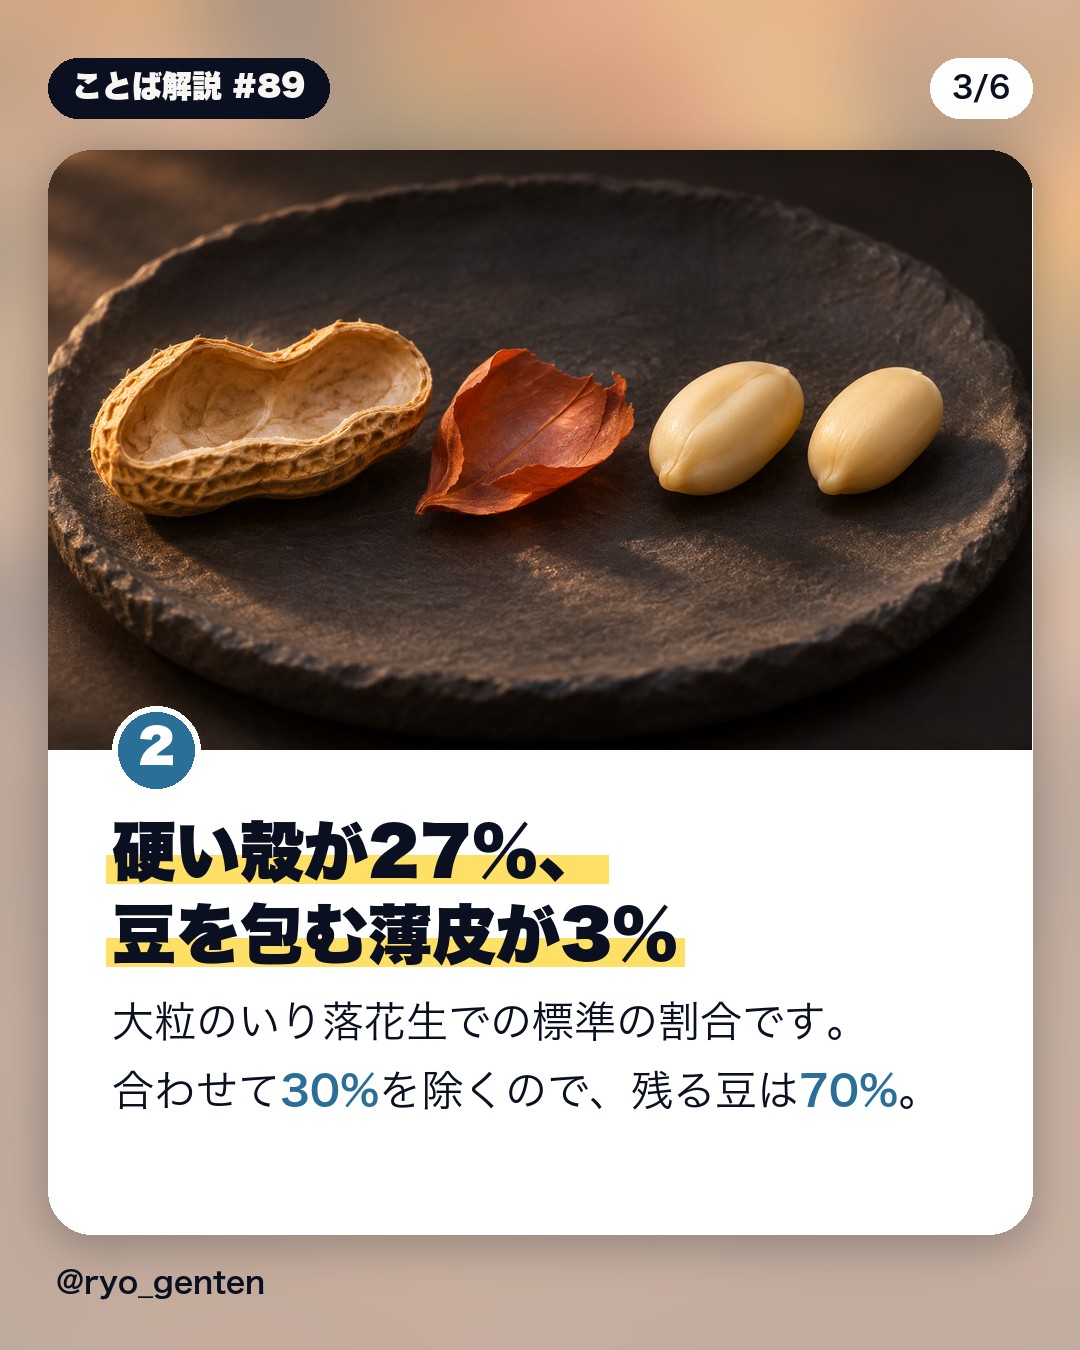 ことば解説 #89
3/6
2
硬い殻が27%、
豆を包む薄皮が3%
大粒のいり落花生での標準の割合です。
合わせて30%を除くので、残る豆は70%。
@ryo_genten